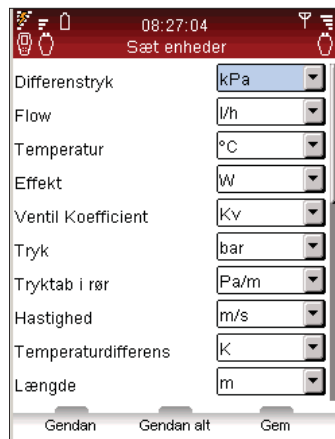 08:27:04
Sæt enheder
Differenstryk kPa
Flow l/h
Temperatur °C
Effekt W
Ventil Koefficient Kv
Tryk bar
Tryktab i rør Pa/m
Hastighed m/s
Temperaturdifferens K
Længde m
Gendan Gendan alt Gem